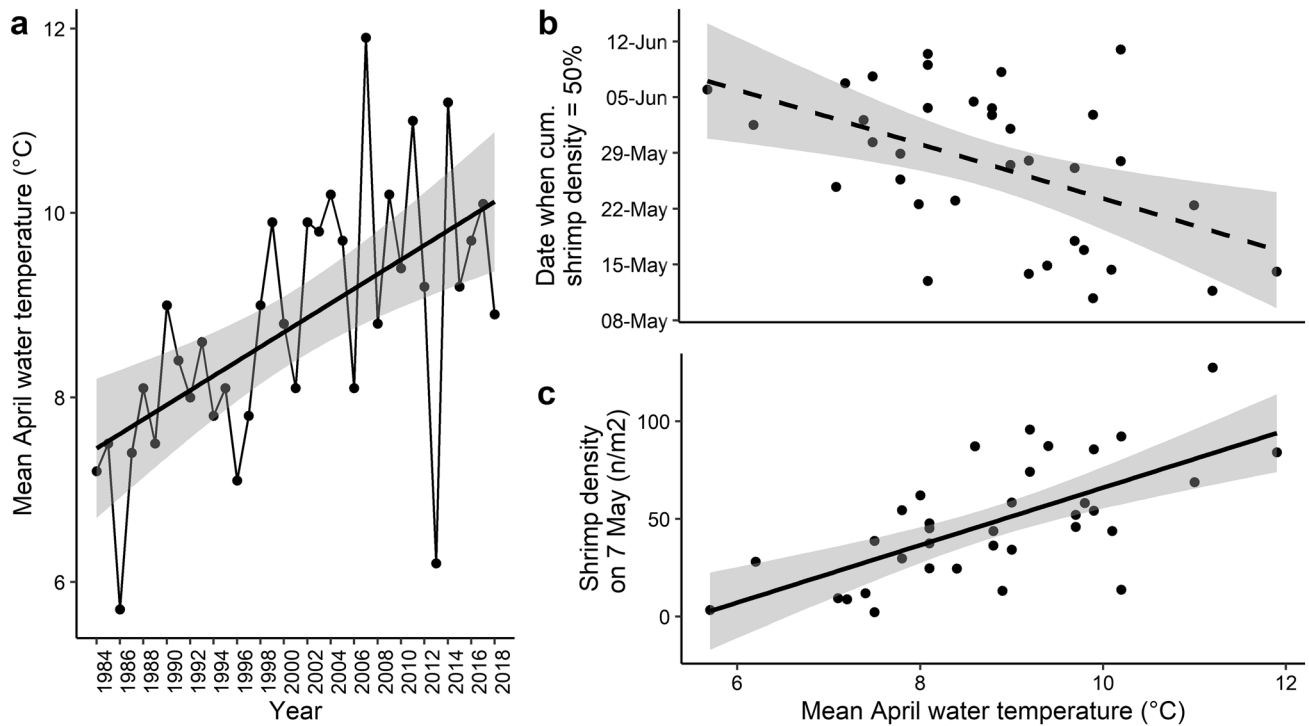 a
12
10
8
6
Mean April water temperature (°C)
1984
1986
1988
1990
1992
1994
1996
1998
2000
2002
2004
2006
2008
2010
2012
2014
2016
2018
Year
b
12-Jun
05-Jun
29-May
22-May
15-May
08-May
Date when cum.
shrimp density = 50%
c
100
50
0
Shrimp density
on 7 May (n/m2)
6
8
10
12
Mean April water temperature (°C)